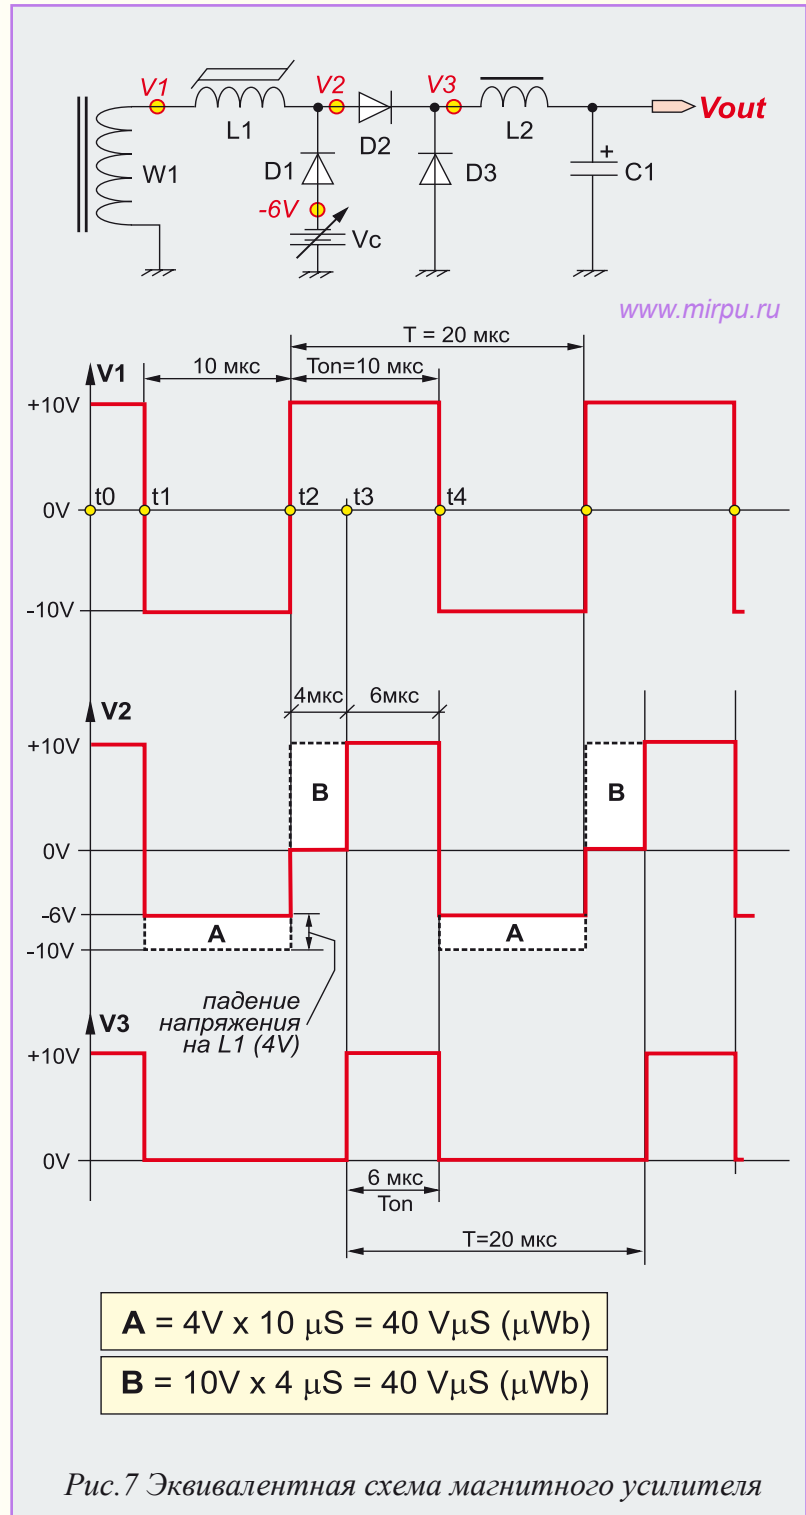 V1
V2
V3
Vout
L1
L2
D2
W1
D1
D3
C1
+
-6V
Vc
www.mirpu.ru
T = 20 мкс
10 мкс
Ton=10 мкс
V1
+10V
t0
t1
t2
t3
t4
0V
-10V
4мкс
6мкс
V2
+10V
B
B
0V
-6V
A
A
-10V
падение
напряжения
на L1 (4V)
V3
+10V
0V
6 мкс
Ton
T=20 мкс
A = 4V x 10 μS = 40 VμS (μWb)
B = 10V x 4 μS = 40 VμS (μWb)
Рис.7 Эквивалентная схема магнитного усилителя